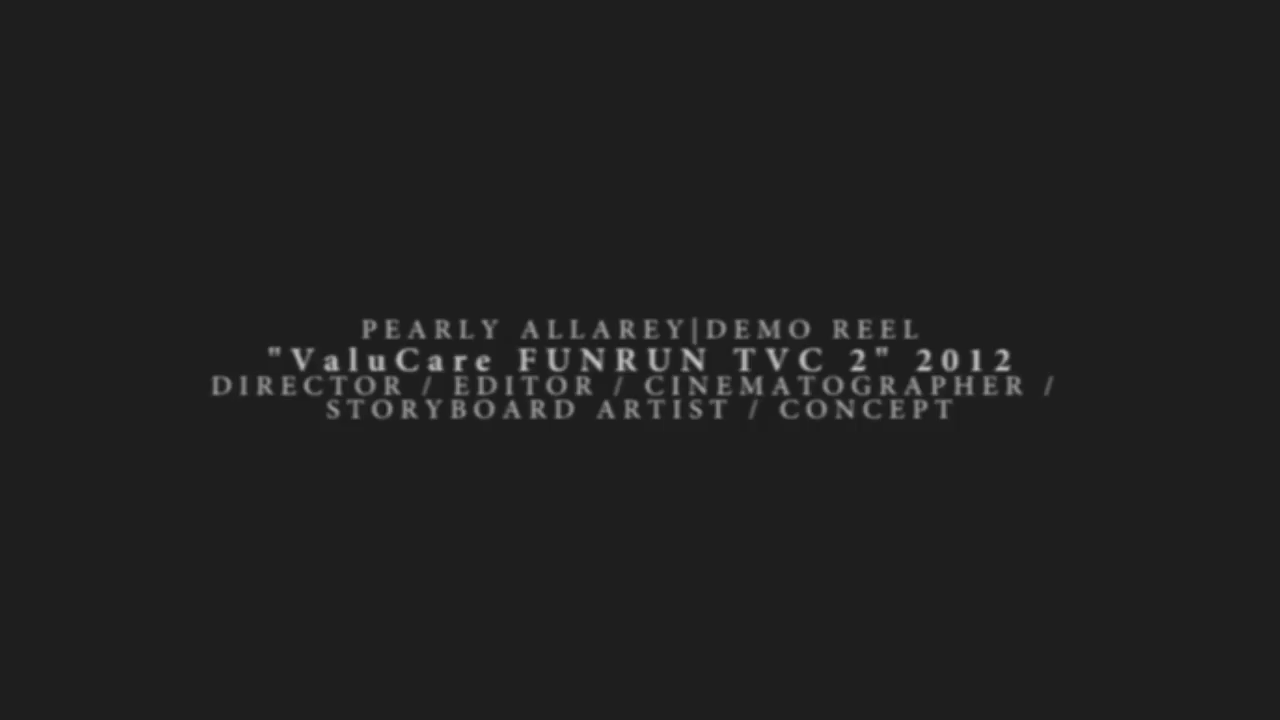 PEARLY ALLAREY|DEMO REEL
"ValuCare FUNRUN TVC 2" 2012
DIRECTOR / EDITOR / CINEMATOGRAPHER /
STORYBOARD ARTIST / CONCEPT